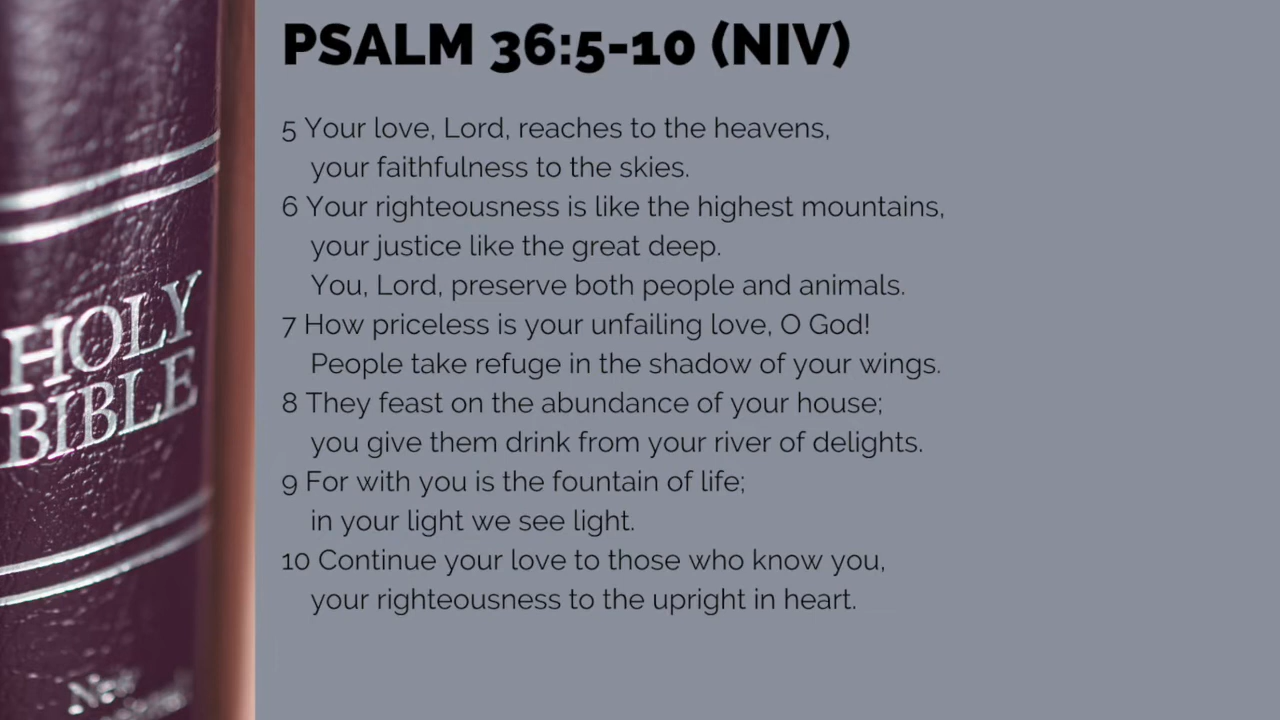 PSALM 36:5-10 (NIV)
5 Your love, Lord, reaches to the heavens,
your faithfulness to the skies.
6 Your righteousness is like the highest mountains,
your justice like the great deep.
You, Lord, preserve both people and animals.
7 How priceless is your unfailing love, O God!
People take refuge in the shadow of your wings.
8 They feast on the abundance of your house;
you give them drink from your river of delights.
9 For with you is the fountain of life;
in your light we see light.
10 Continue your love to those who know you,
your righteousness to the upright in heart.
HOLY
BIBLE
New